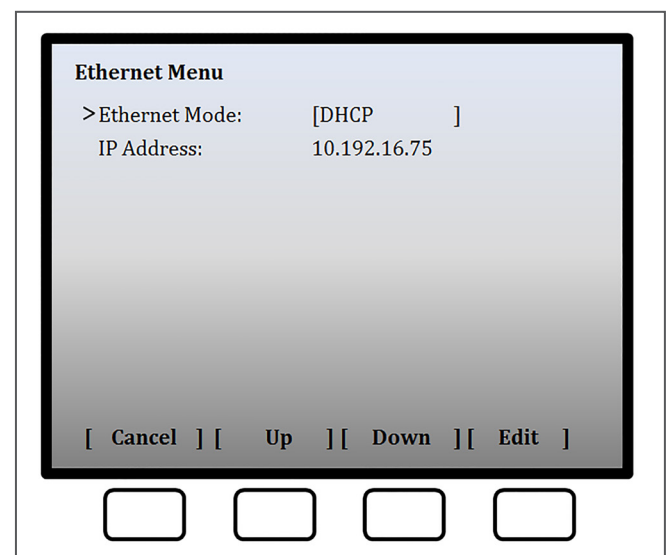 Ethernet Menu
>Ethernet Mode: [DHCP ]
IP Address: 10.192.16.75
[ Cancel ] [ Up ] [ Down ] [ Edit ]